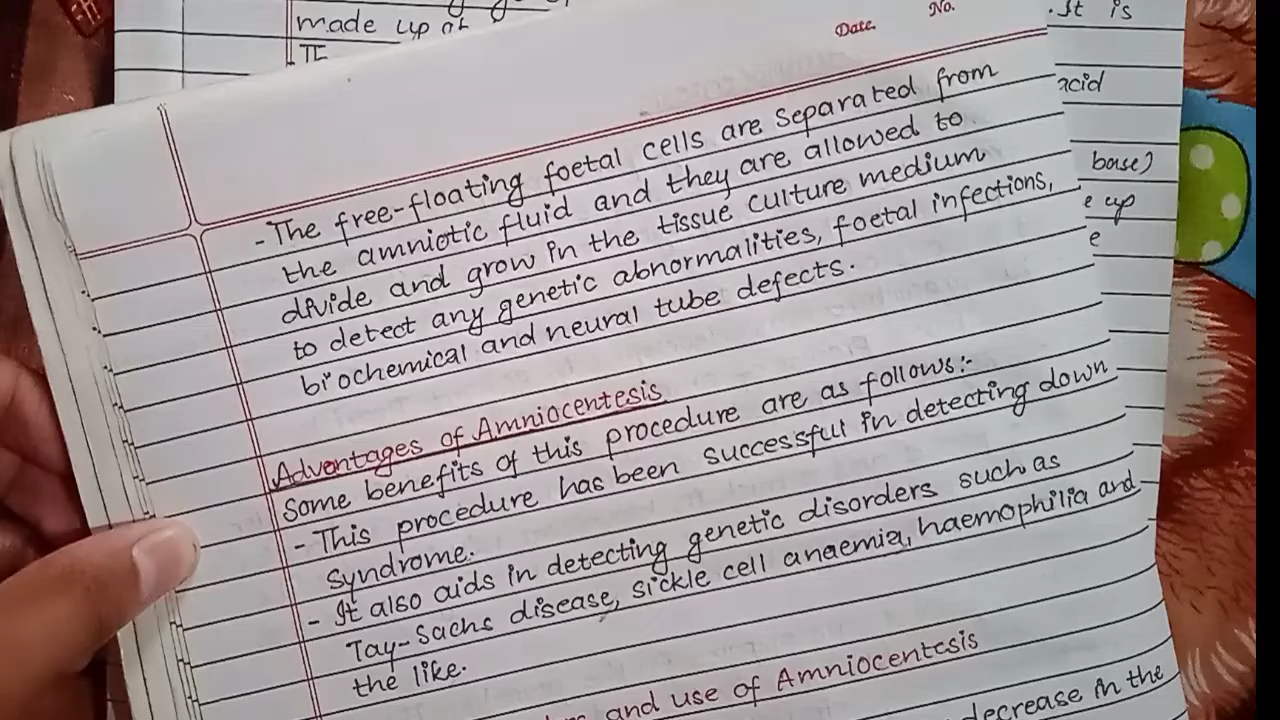 made up of
It is
acid
base)
e up
e
Date.
No.
- The free-floating foetal cells are separated from
the amniotic fluid and they are allowed to
divide and grow in the tissue culture medium
to detect any genetic abnormalities, foetal infections,
biochemical and neural tube defects.
Advantages of Amniocentesis
Some benefits of this procedure are as follows:-
- This procedure has been successful in detecting down
syndrome.
- It also aids in detecting genetic disorders such as
Tay-Sachs disease, sickle cell anaemia, haemophilia and
the like.
and use of Amniocentesis
decrease in the